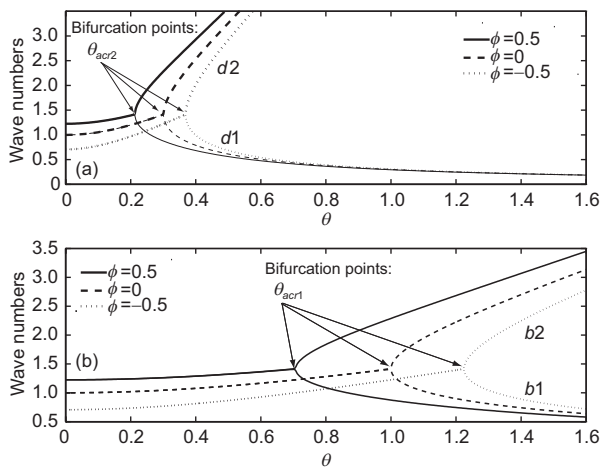 Wave numbers
3.5
3.0
2.5
2.0
1.5
1.0
0.5
0
Bifurcation points:
θacr2
d2
d1
ϕ=0.5
ϕ=0
ϕ=−0.5
(a)
0 0.2 0.4 0.6 0.8 1.0 1.2 1.4 1.6
θ
Wave numbers
3.5
3.0
2.5
2.0
1.5
1.0
0.5
ϕ=0.5
ϕ=0
ϕ=−0.5
Bifurcation points:
θacr1
b2
b1
(b)
0 0.2 0.4 0.6 0.8 1.0 1.2 1.4 1.6
θ